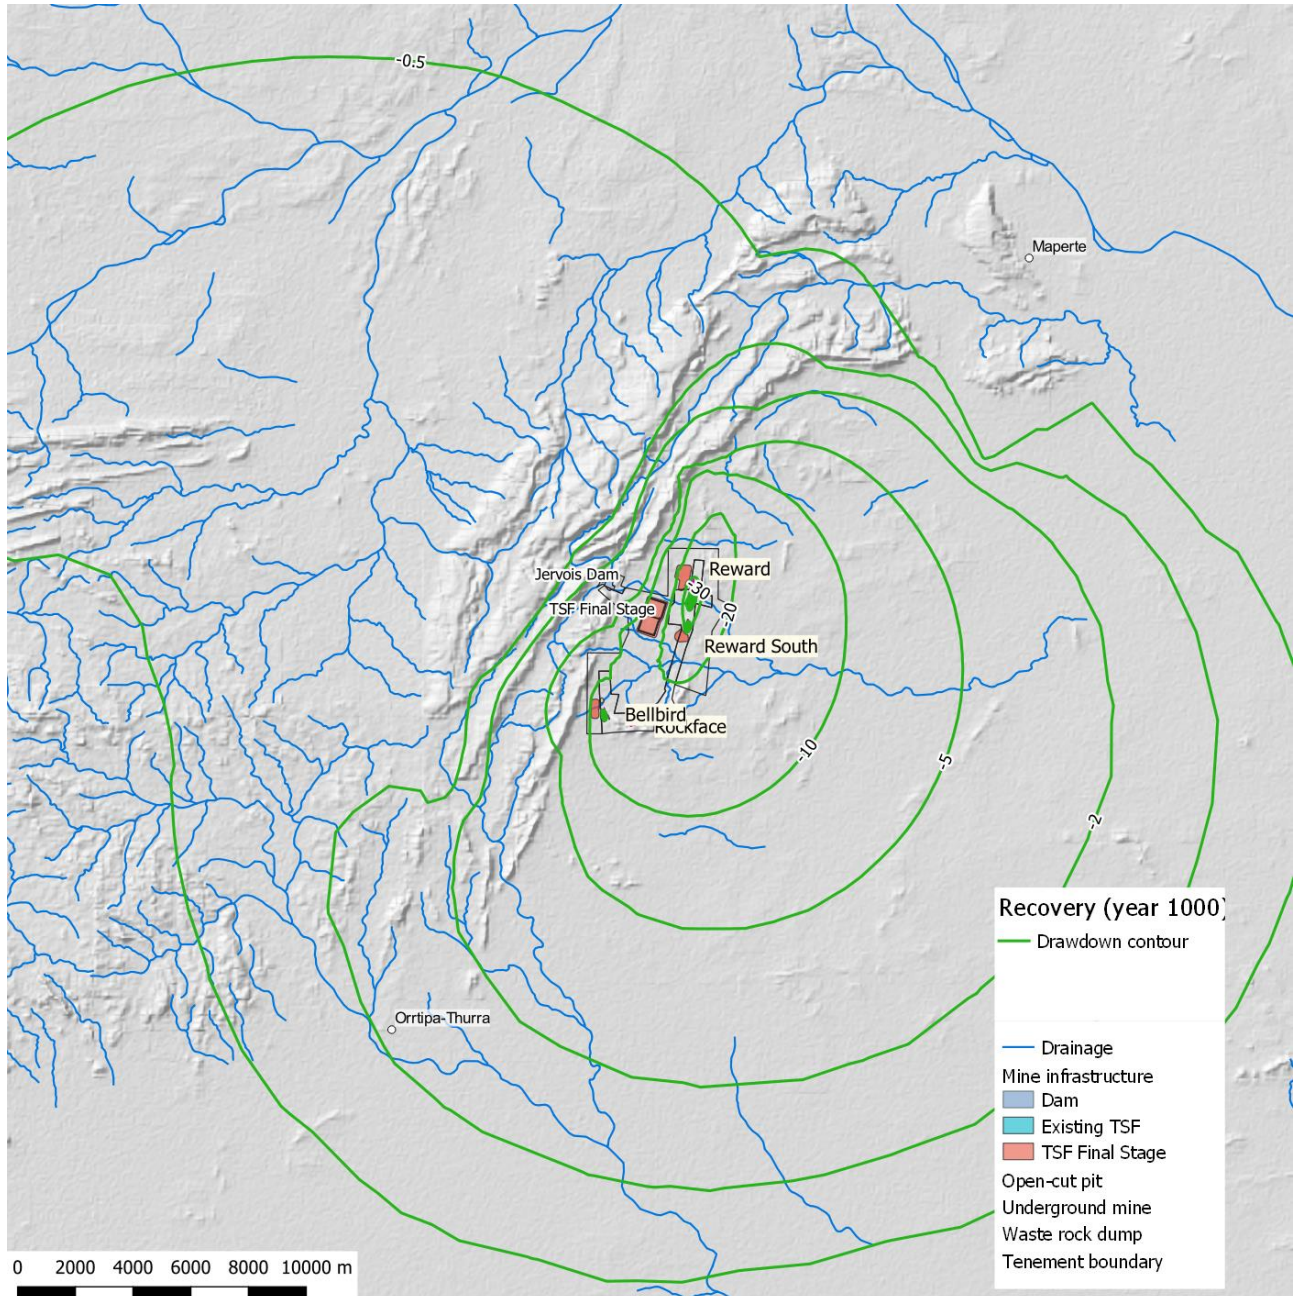 -0.5
Maperte
Jervois Dam
Reward
-30
TSF Final Stage
-20
Reward South
Bellbird
Rockface
-10
-5
-2
Orrtipa-Thurra
Recovery (year 1000)
Drawdown contour
Drainage
Mine infrastructure
Dam
Existing TSF
TSF Final Stage
Open-cut pit
Underground mine
Waste rock dump
Tenement boundary
0 2000 4000 6000 8000 10000 m